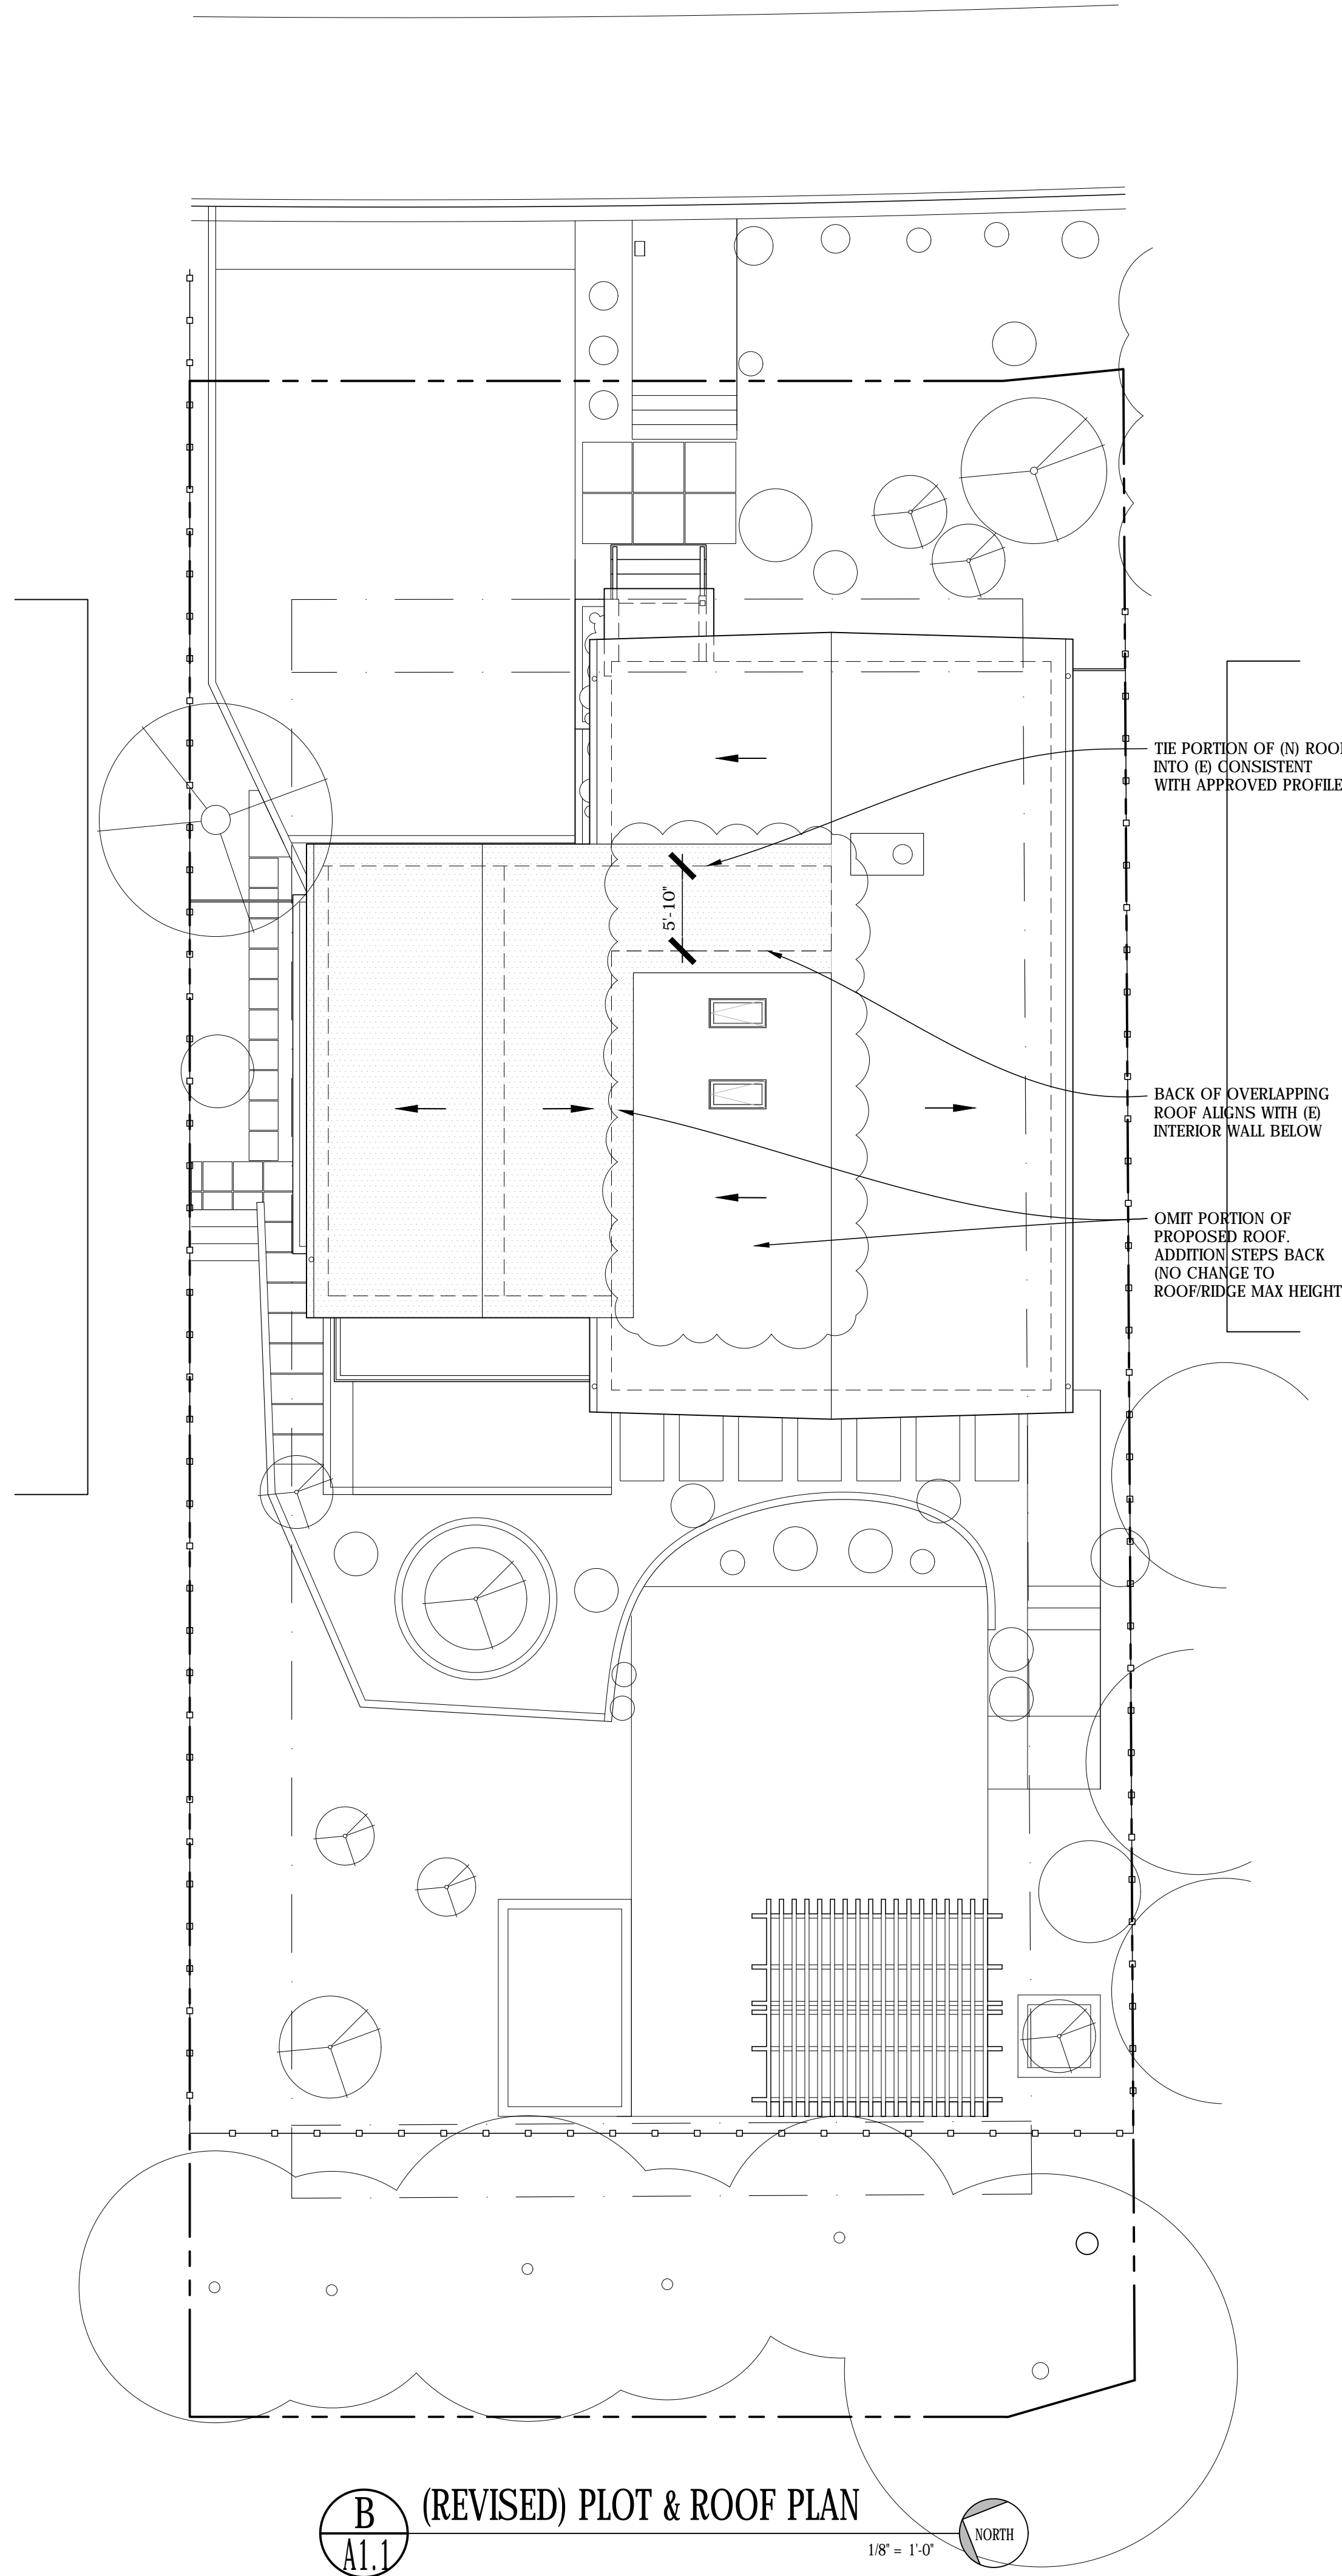 TIE PORTION OF (N) ROO
INTO (E) CONSISTENT
WITH APPROVED PROFILE
5'-10"
BACK OF OVERLAPPING
ROOF ALIGNS WITH (E)
INTERIOR WALL BELOW
OMIT PORTION OF
PROPOSED ROOF.
ADDITION STEPS BACK
(NO CHANGE TO
ROOF/RIDGE MAX HEIGHT
B
A1.1
(REVISED) PLOT & ROOF PLAN
1/8" = 1'-0"
NORTH